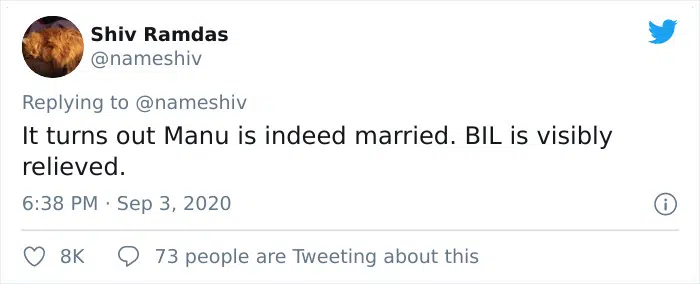 Shiv Ramdas
@nameshiv
Replying to @nameshiv
It turns out Manu is indeed married. BIL is visibly
relieved.
6:38 PM · Sep 3, 2020
8K 73 people are Tweeting about this